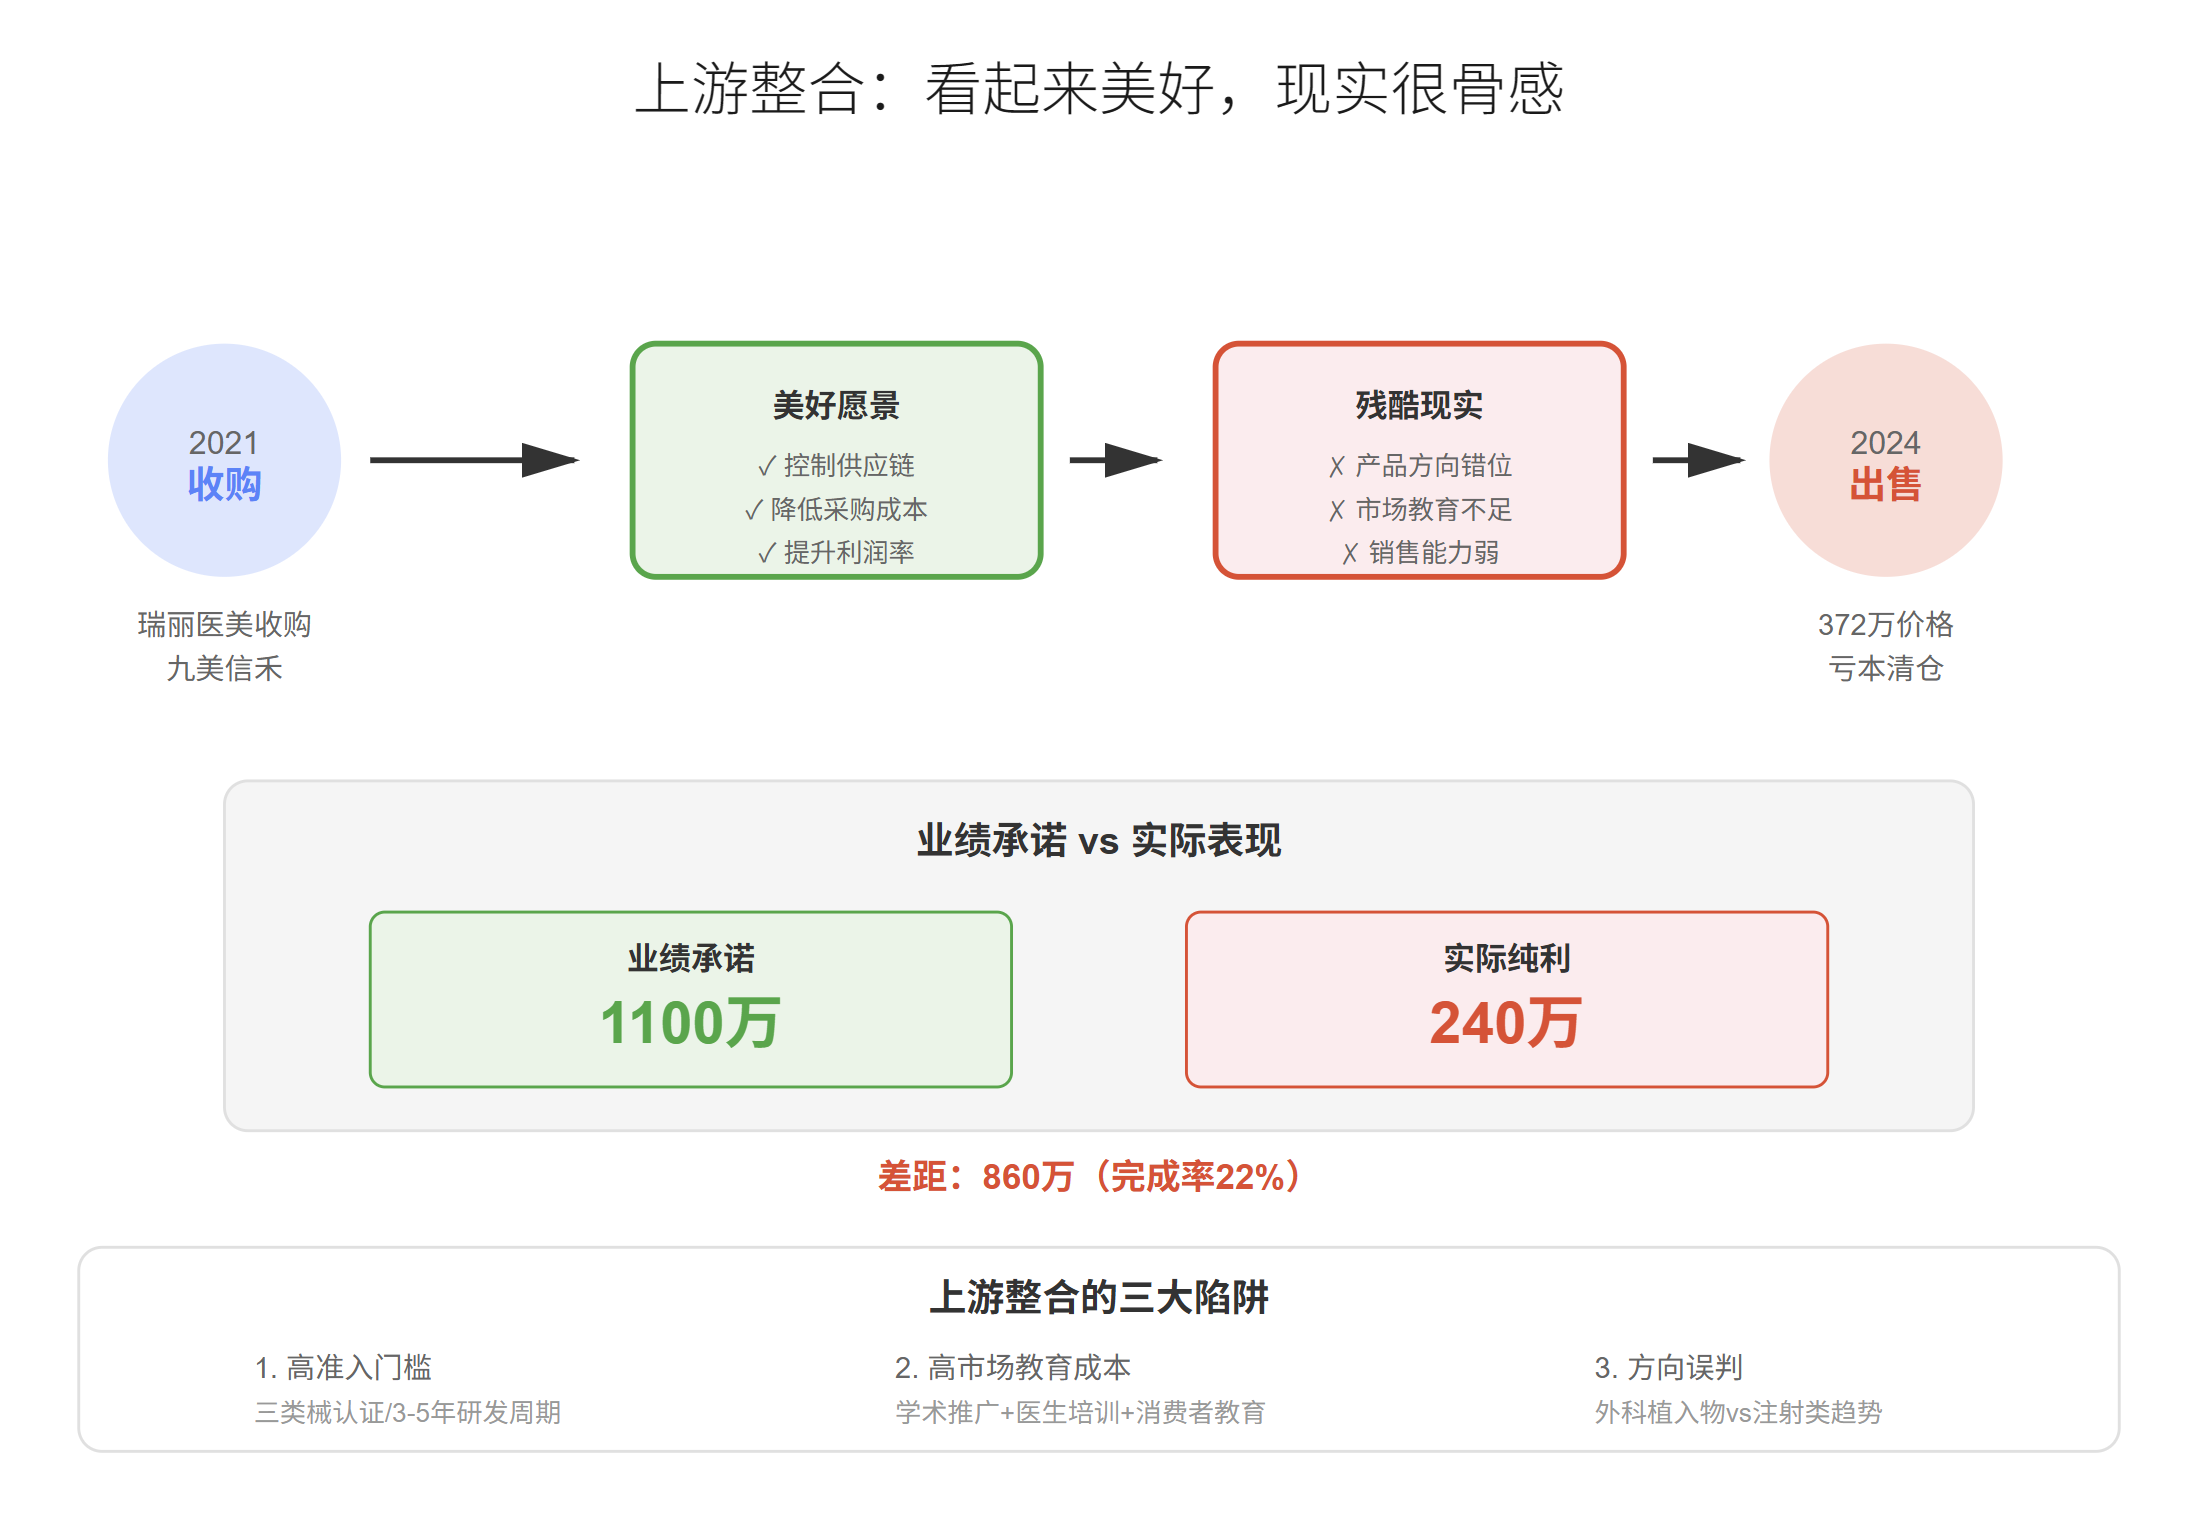 上游整合：看起来美好，现实很骨感
2021
收购
瑞丽医美收购
九美信禾
美好愿景
✓ 控制供应链
✓ 降低采购成本
✓ 提升利润率
残酷现实
✗ 产品方向错位
✗ 市场教育不足
✗ 销售能力弱
2024
出售
372万价格
亏本清仓
业绩承诺 vs 实际表现
业绩承诺
1100万
实际纯利
240万
差距：860万（完成率22%）
上游整合的三大陷阱
1. 高准入门槛
三类械认证/3-5年研发周期
2. 高市场教育成本
学术推广+医生培训+消费者教育
3. 方向误判
外科植入物vs注射类趋势